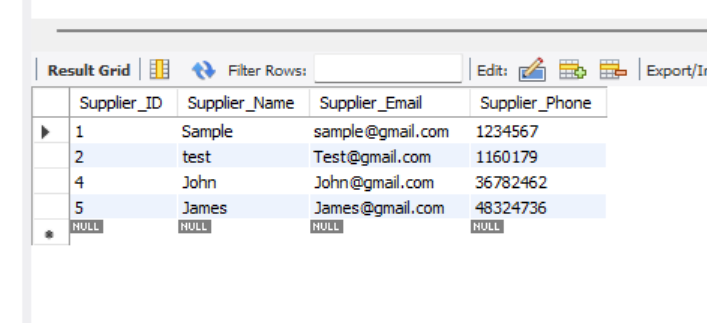 Result Grid Filter Rows: Edit: Export/I
Supplier_ID Supplier_Name Supplier_Email Supplier_Phone
1 Sample sample@gmail.com 1234567
2 test Test@gmail.com 1160179
4 John John@gmail.com 36782462
5 James James@gmail.com 48324736
NULL NULL NULL NULL